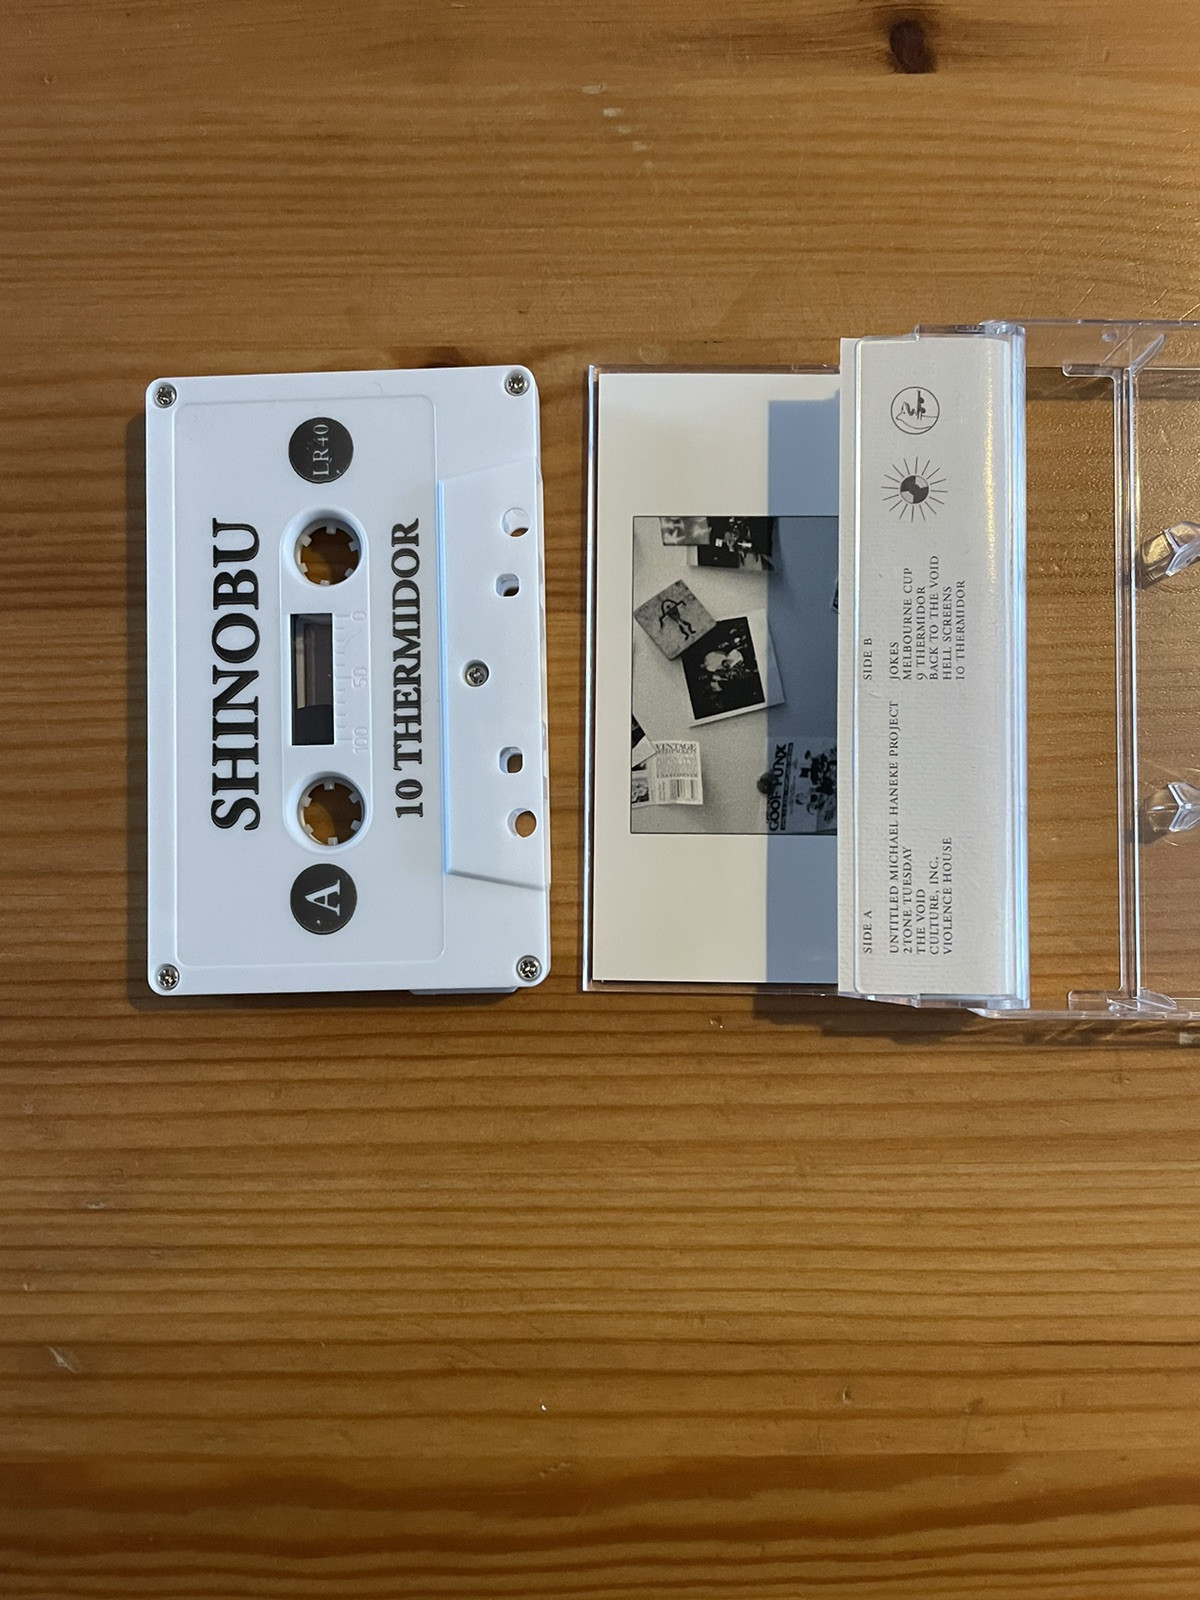 SHINOBU
LR40
A
0
50
100
10 THERMIDOR
VINTAGE
GOOF PUNX
SIDE A
UNTITLED MICHAEL HANEKE PROJECT
2TONE TUESDAY
THE VOID
CULTURE, INC.
VIOLENCE HOUSE
SIDE B
JOKES
MELBOURNE CUP
9 THERMIDOR
BACK TO THE VOID
HELL SCREENS
10 THERMIDOR